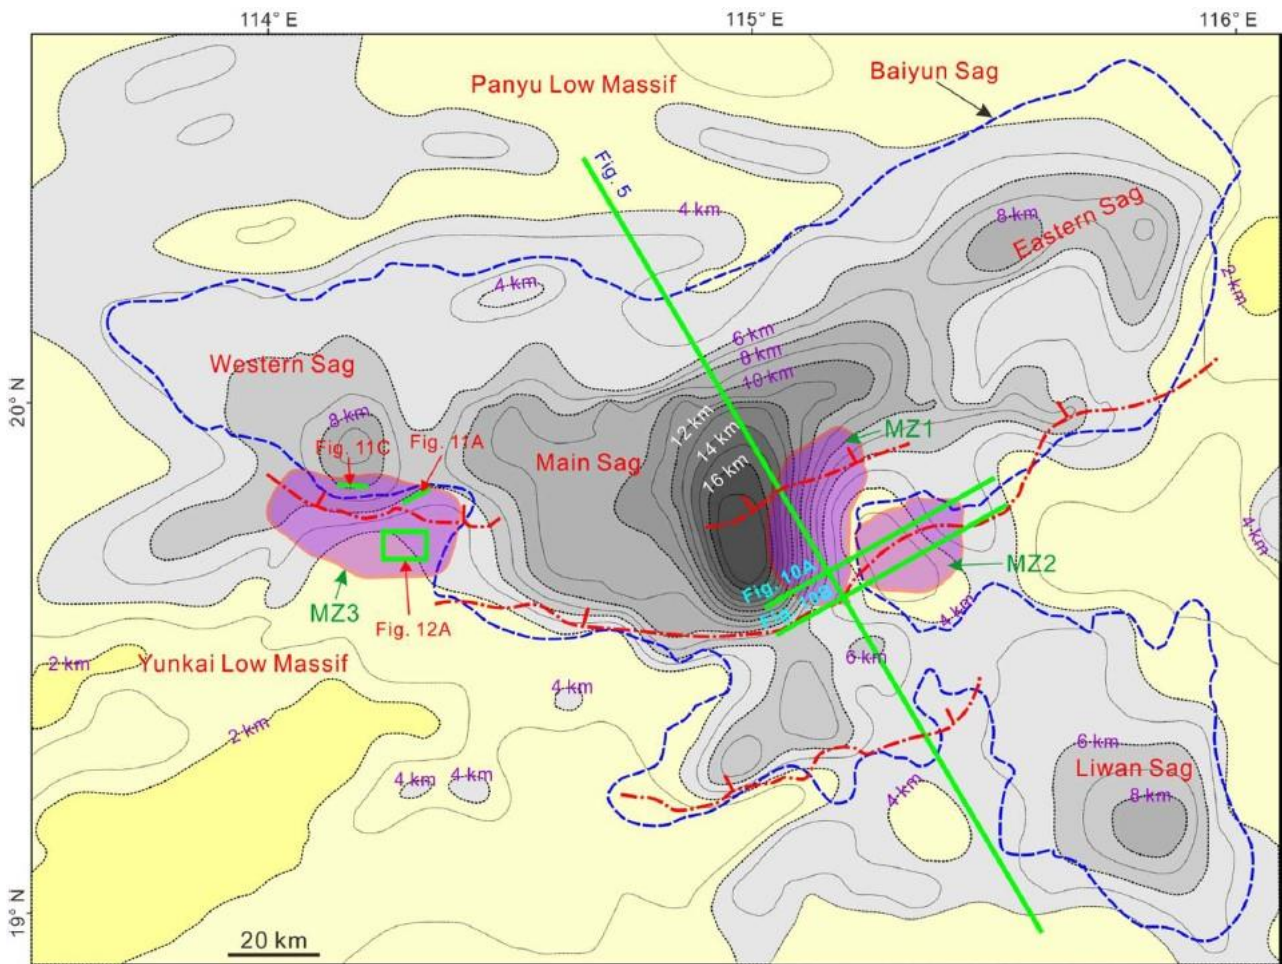 114° E
115° E
116° E
Panyu Low Massif
Baiyun Sag
Fig. 5
4 km
8 km
Eastern Sag
2 km
4 km
6 km
8 km
10 km
Western Sag
20° N
8 km
12 km
14 km
16 km
MZ1
Fig. 11C
Fig. 11A
Main Sag
4 km
MZ2
Fig. 10A
Fig. 10B
MZ3
Fig. 12A
4 km
6 km
Yunkai Low Massif
2 km
4 km
2 km
6 km
4 km
4 km
4 km
Liwan Sag
8 km
19° N
20 km